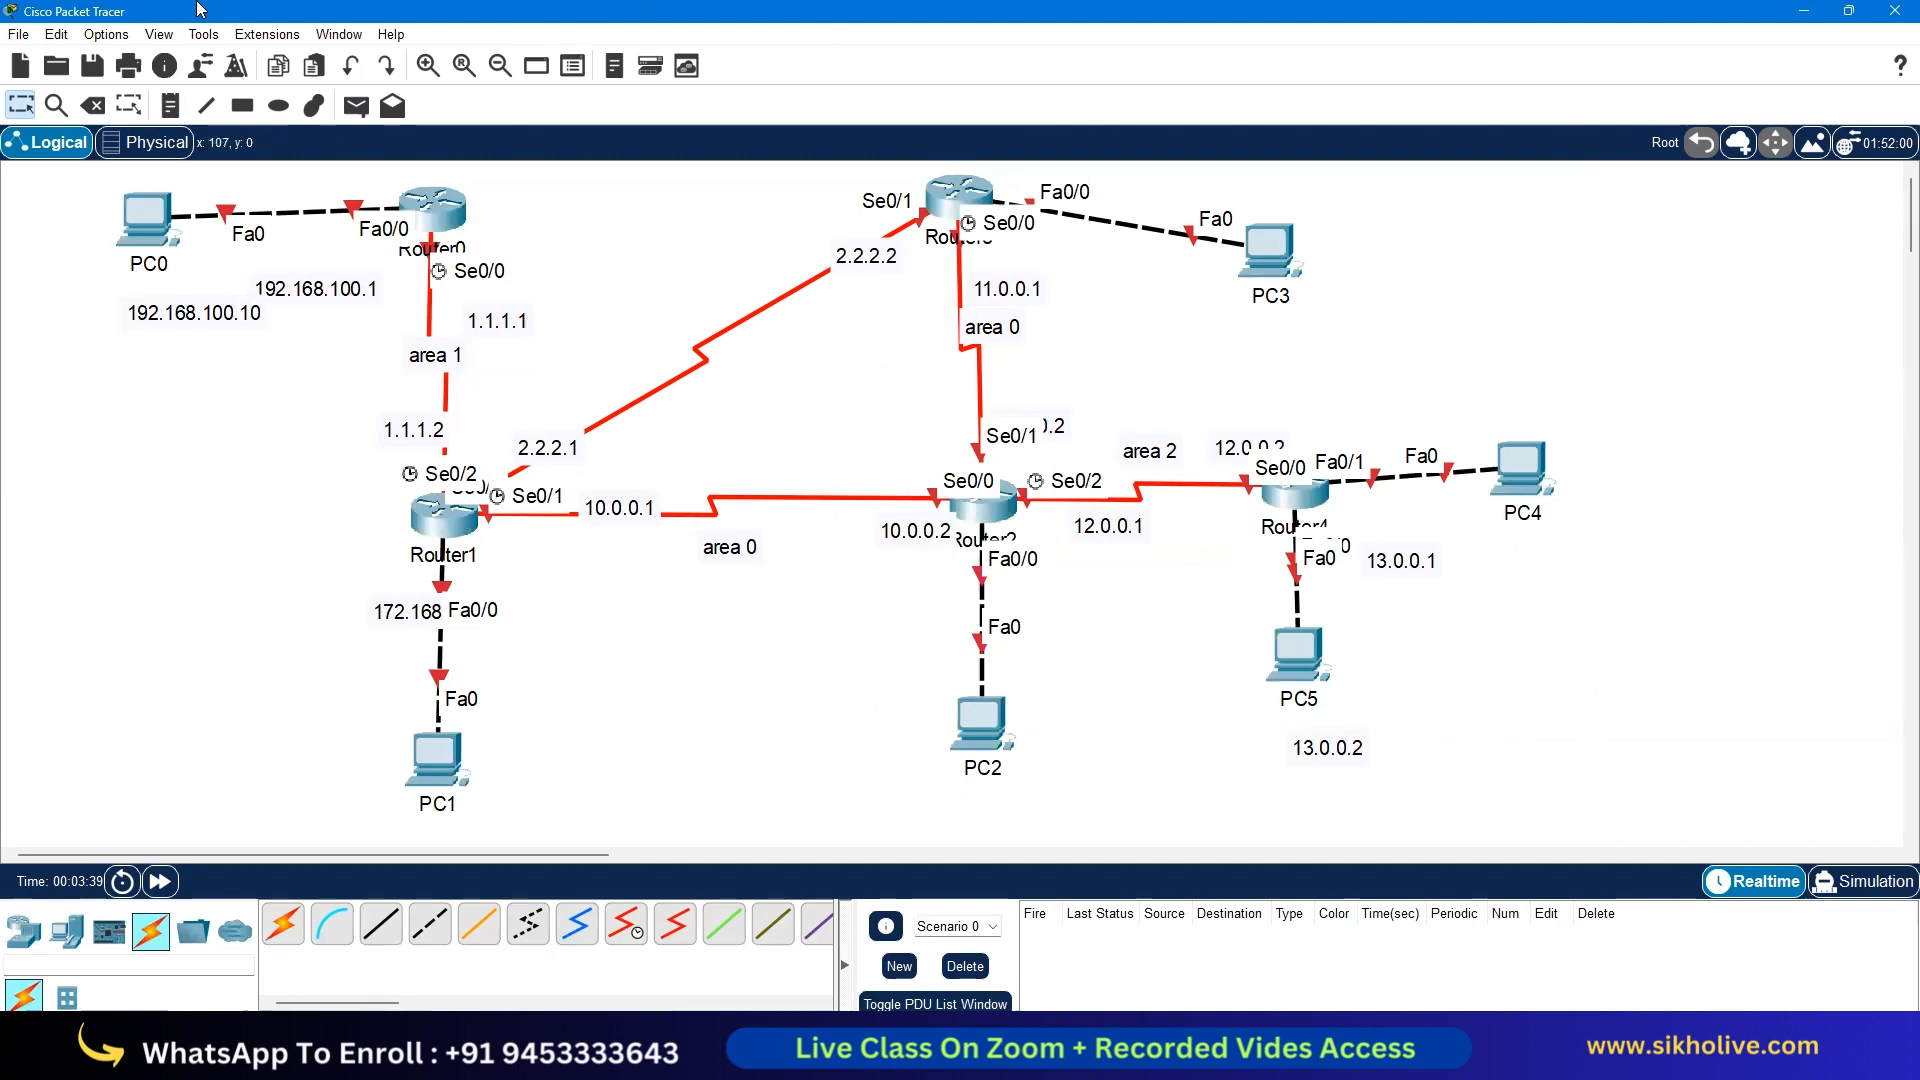 Cisco Packet Tracer
File Edit Options View Tools Extensions Window Help
?
Logical Physical x: 107, y: 0 Root 01:52:00
Fa0 Fa0/0
PC0 Router0
Se0/0
192.168.100.1
192.168.100.10
1.1.1.1
area 1
1.1.1.2
Se0/2
Se0/1
2.2.2.1
10.0.0.1
area 0
Router1
172.168 Fa0/0
Fa0
PC1
Se0/1 Fa0/0
Se0/0
2.2.2.2
Fa0
PC3
11.0.0.1
area 0
Se0/1 .2
Se0/0 Se0/2
10.0.0.2 Router2
12.0.0.1
Fa0/0
Fa0
PC2
area 2
12.0.0.2
Se0/0 Fa0/1 Fa0
Router4
PC4
Fa0
13.0.0.1
PC5
13.0.0.2
Time: 00:03:39 Realtime Simulation
Scenario 0
New Delete
Toggle PDU List Window
Fire Last Status Source Destination Type Color Time(sec) Periodic Num Edit Delete
WhatsApp To Enroll : +91 9453333643
Live Class On Zoom + Recorded Vides Access
www.sikholive.com